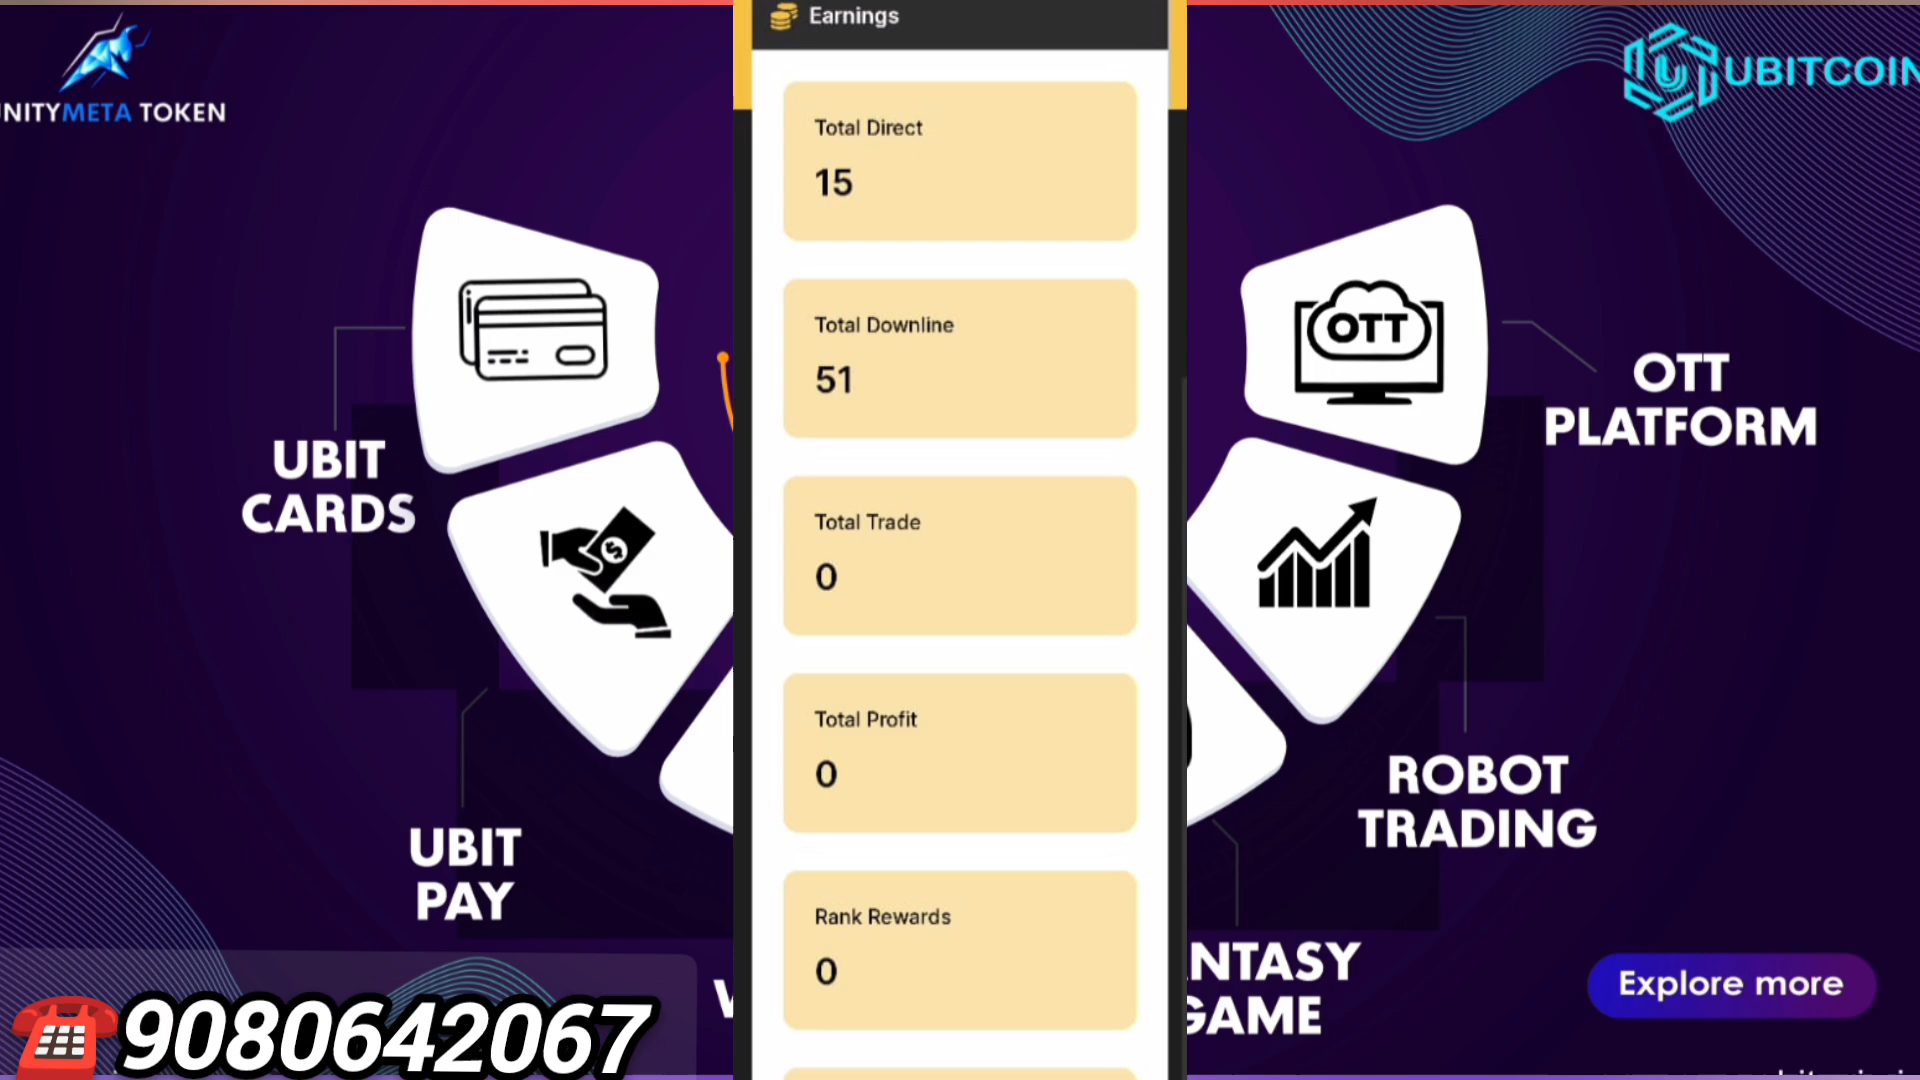 Earnings
NITYMETA TOKEN
UBITCOIN
Total Direct
15
Total Downline
51
Total Trade
0
Total Profit
0
Rank Rewards
0
UBIT
CARDS
UBIT
PAY
OTT
OTT
PLATFORM
ROBOT
TRADING
NTASY
GAME
Explore more
9080642067